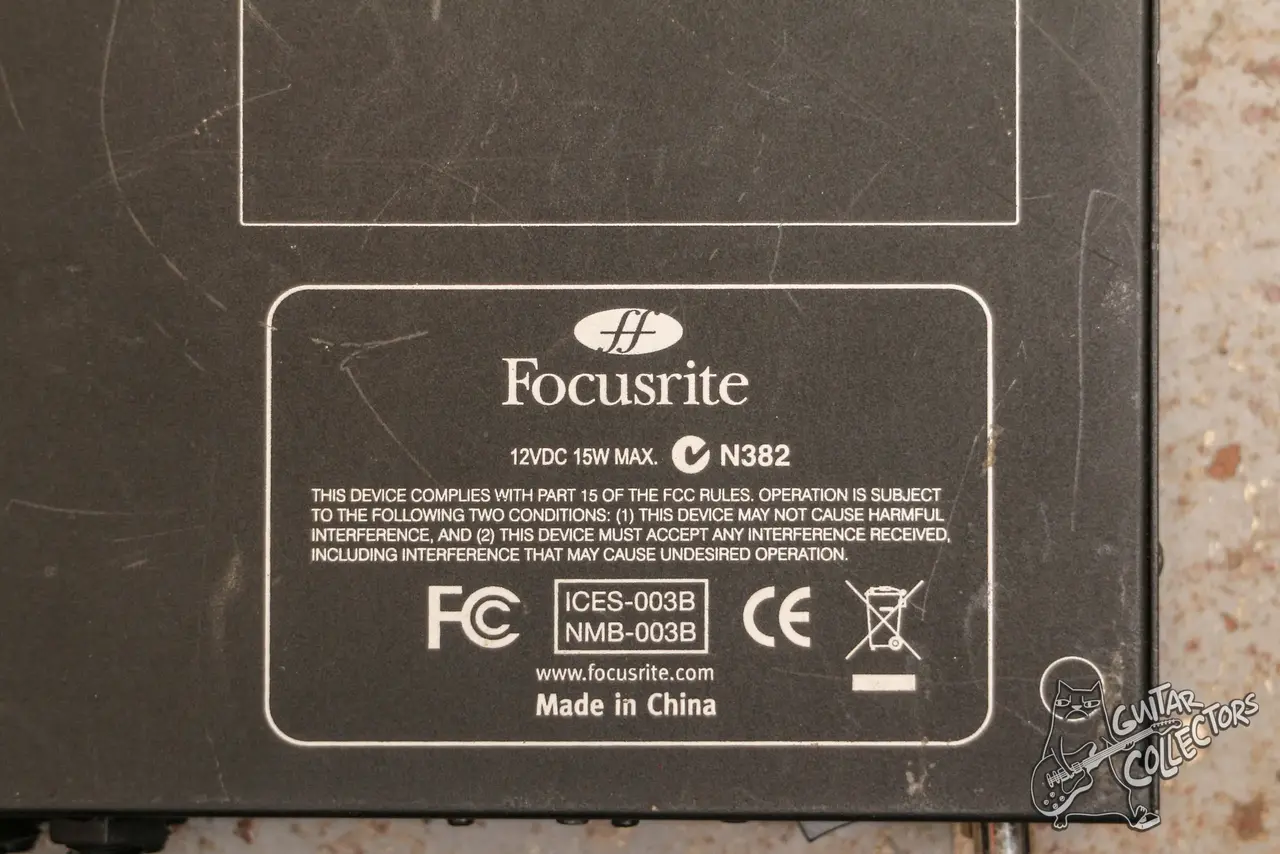 ff
Focusrite
12VDC 15W MAX. N382
THIS DEVICE COMPLIES WITH PART 15 OF THE FCC RULES. OPERATION IS SUBJECT
TO THE FOLLOWING TWO CONDITIONS: (1) THIS DEVICE MAY NOT CAUSE HARMFUL
INTERFERENCE, AND (2) THIS DEVICE MUST ACCEPT ANY INTERFERENCE RECEIVED,
INCLUDING INTERFERENCE THAT MAY CAUSE UNDESIRED OPERATION.
FC ICES-003B CE
NMB-003B
www.focusrite.com
Made in China
GUITAR
COLLECTORS